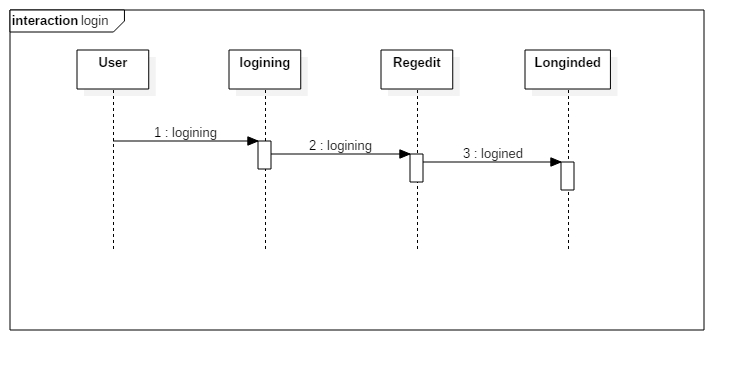 interaction login
User
logining
Regedit
Longinded
1 : logining
2 : logining
3 : logined